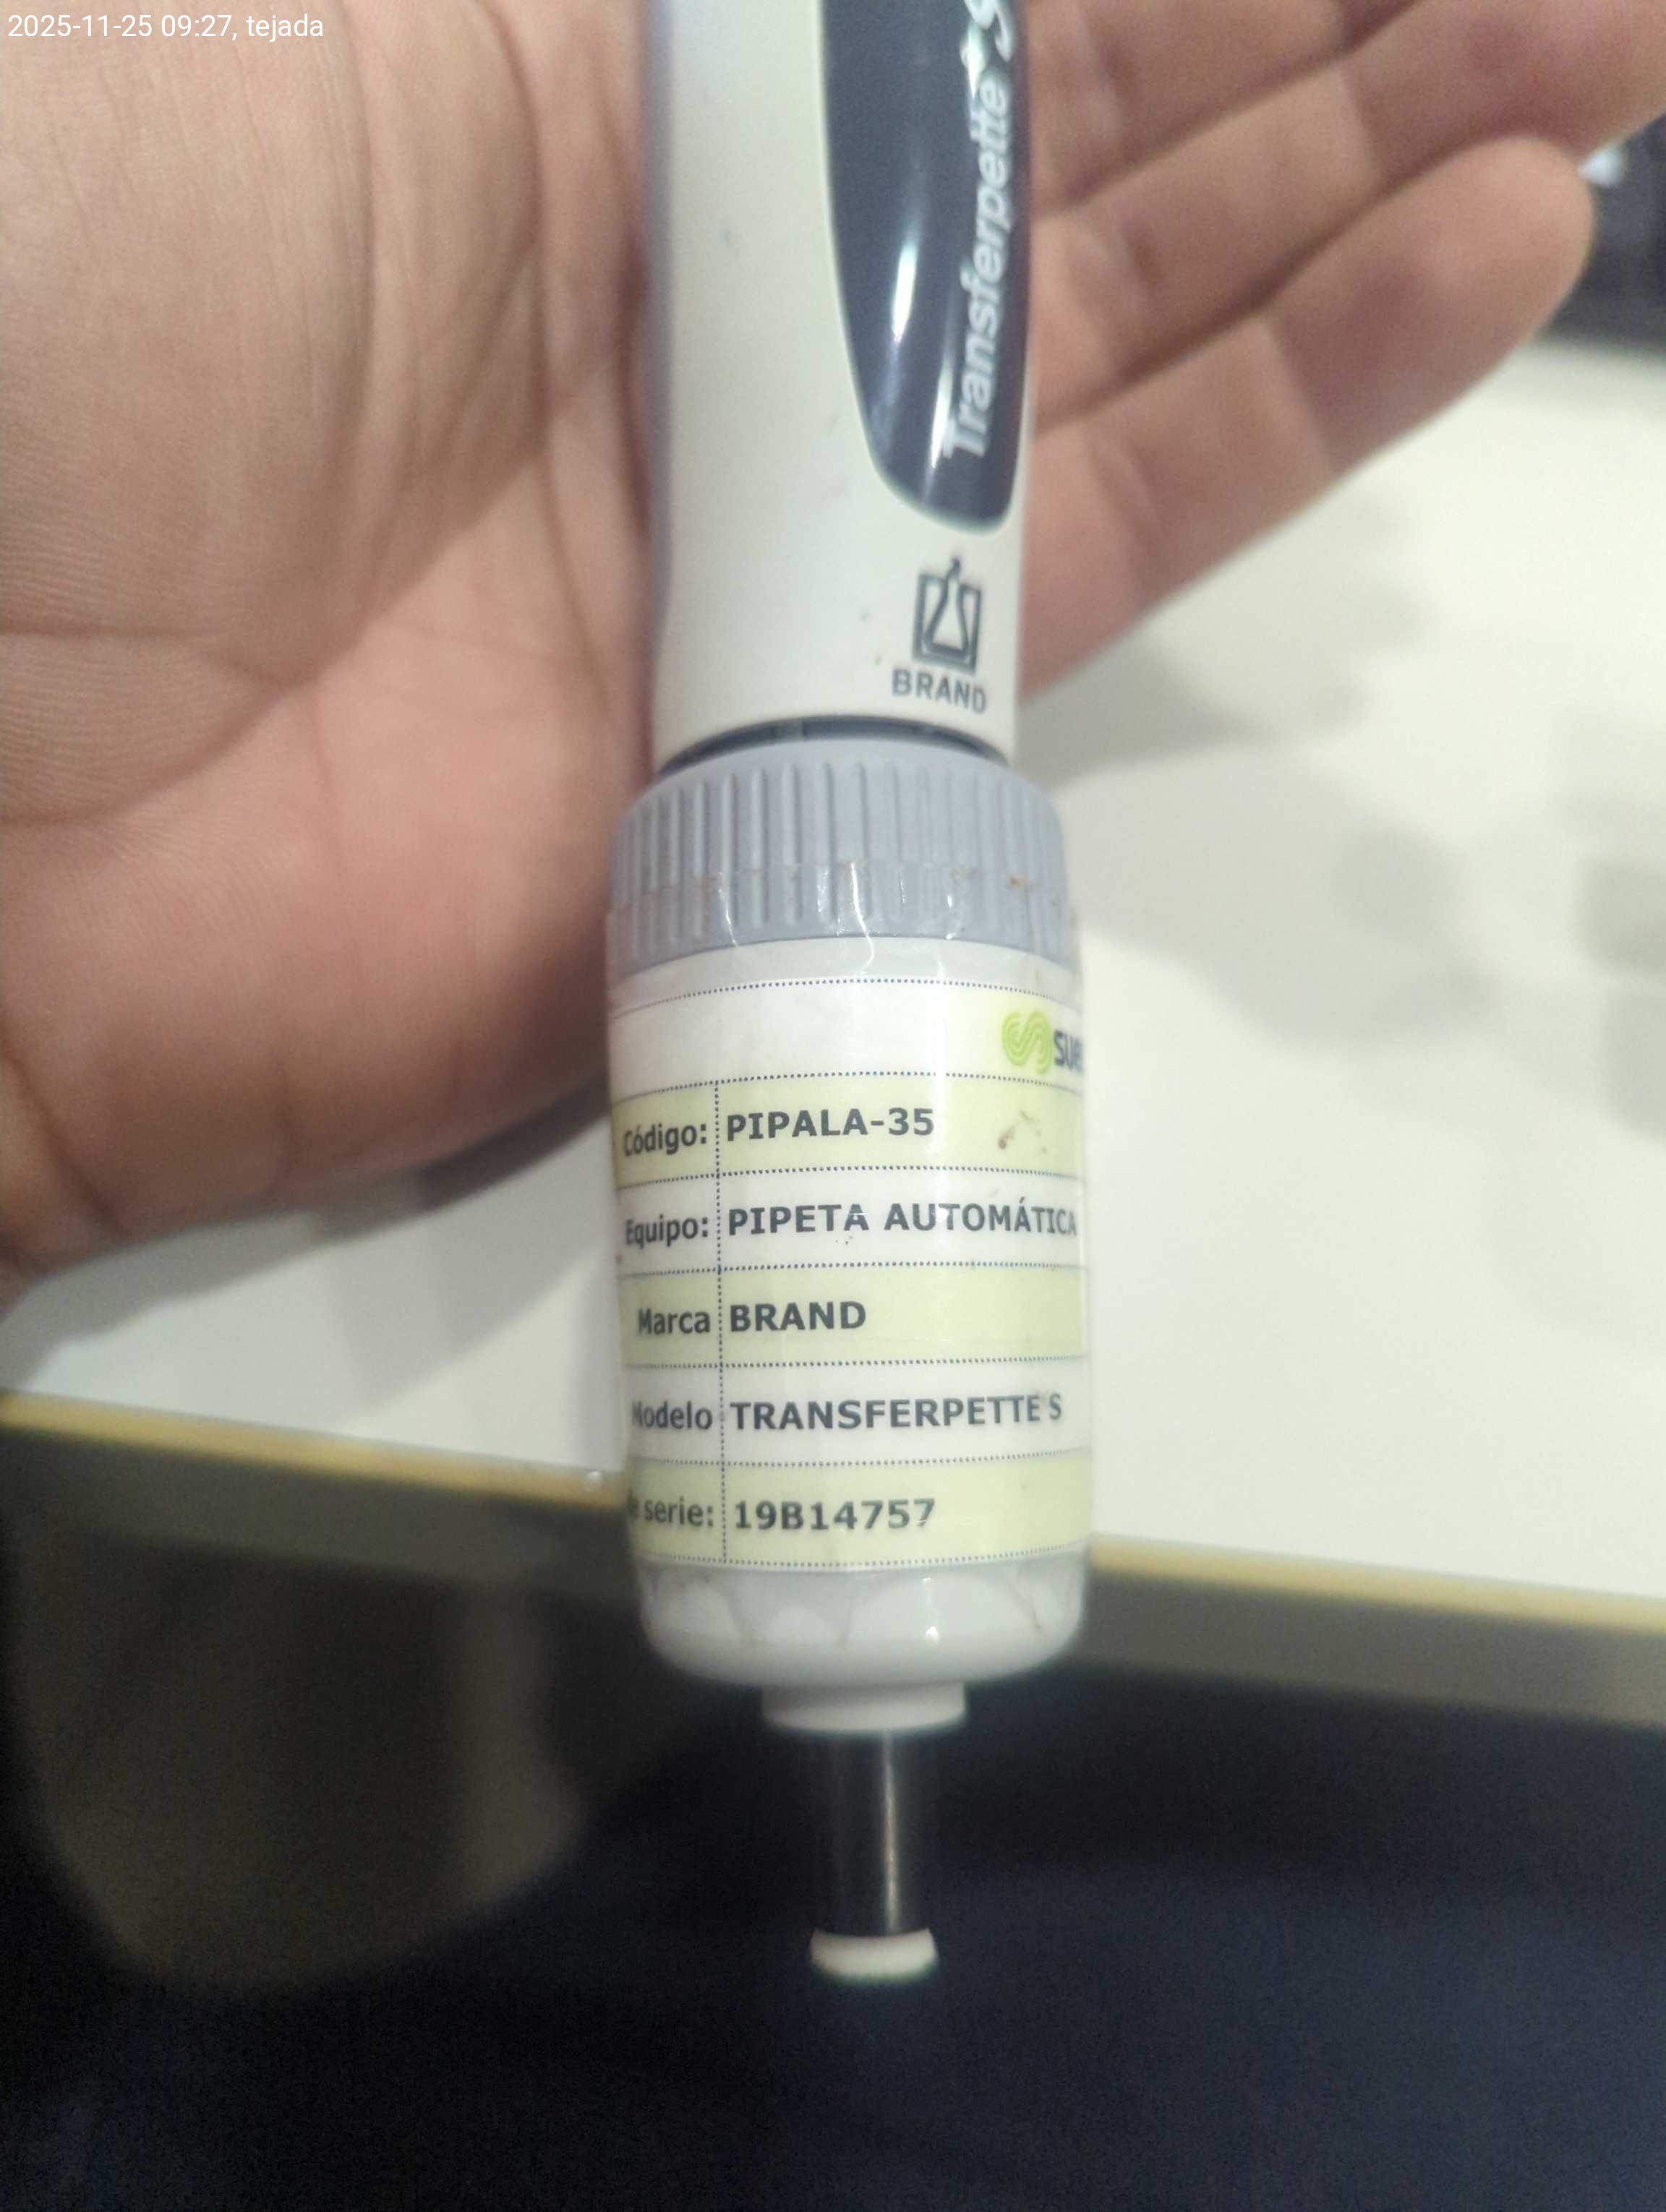 2025-11-25 09:27, tejada
Transferpette S
BRAND
Código: PIPALA-35
Equipo: PIPETA AUTOMÁTICA
Marca BRAND
Modelo TRANSFERPETTE S
serie: 19B14757